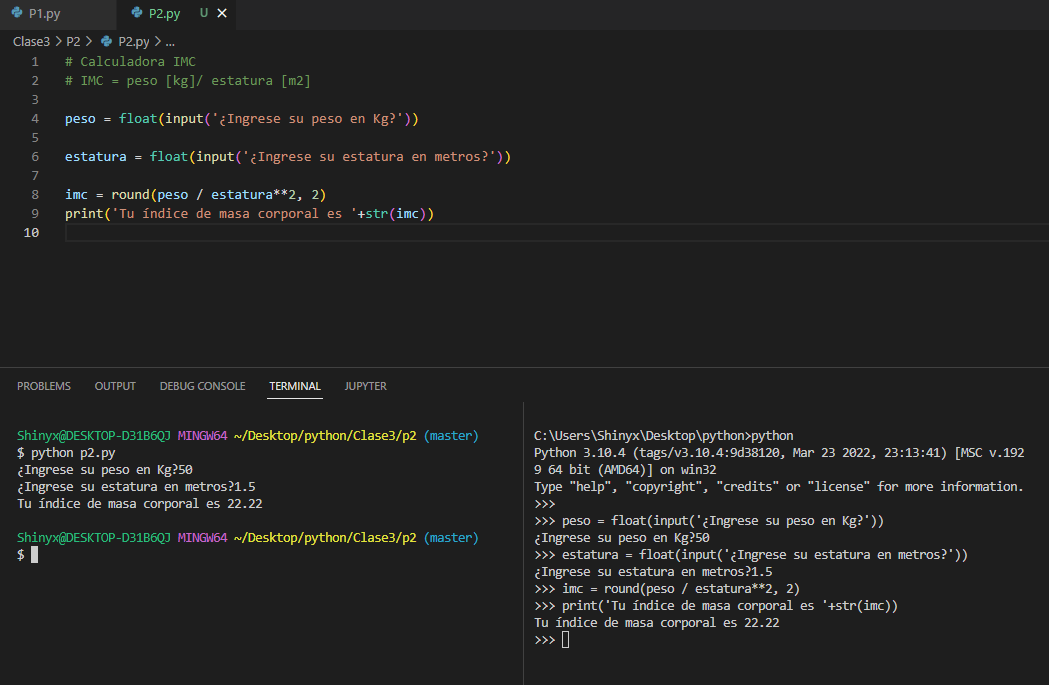 P1.py P2.py U
Clase3 > P2 > P2.py > ...
1 # Calculadora IMC
2 # IMC = peso [kg]/ estatura [m2]
3
4 peso = float(input('¿Ingrese su peso en Kg?'))
5
6 estatura = float(input('¿Ingrese su estatura en metros?'))
7
8 imc = round(peso / estatura**2, 2)
9 print('Tu índice de masa corporal es '+str(imc))
10
PROBLEMS OUTPUT DEBUG CONSOLE TERMINAL JUPYTER
Shinyx@DESKTOP-D31B6QJ MINGW64 ~/Desktop/python/Clase3/p2 (master)
$ python p2.py
¿Ingrese su peso en Kg?50
¿Ingrese su estatura en metros?1.5
Tu índice de masa corporal es 22.22
Shinyx@DESKTOP-D31B6QJ MINGW64 ~/Desktop/python/Clase3/p2 (master)
$
C:\Users\Shinyx\Desktop\python>python
Python 3.10.4 (tags/v3.10.4:9d38120, Mar 23 2022, 23:13:41) [MSC v.192
9 64 bit (AMD64)] on win32
Type "help", "copyright", "credits" or "license" for more information.
>>>
>>> peso = float(input('¿Ingrese su peso en Kg?'))
¿Ingrese su peso en Kg?50
>>> estatura = float(input('¿Ingrese su estatura en metros?'))
¿Ingrese su estatura en metros?1.5
>>> imc = round(peso / estatura**2, 2)
>>> print('Tu índice de masa corporal es '+str(imc))
Tu índice de masa corporal es 22.22
>>>